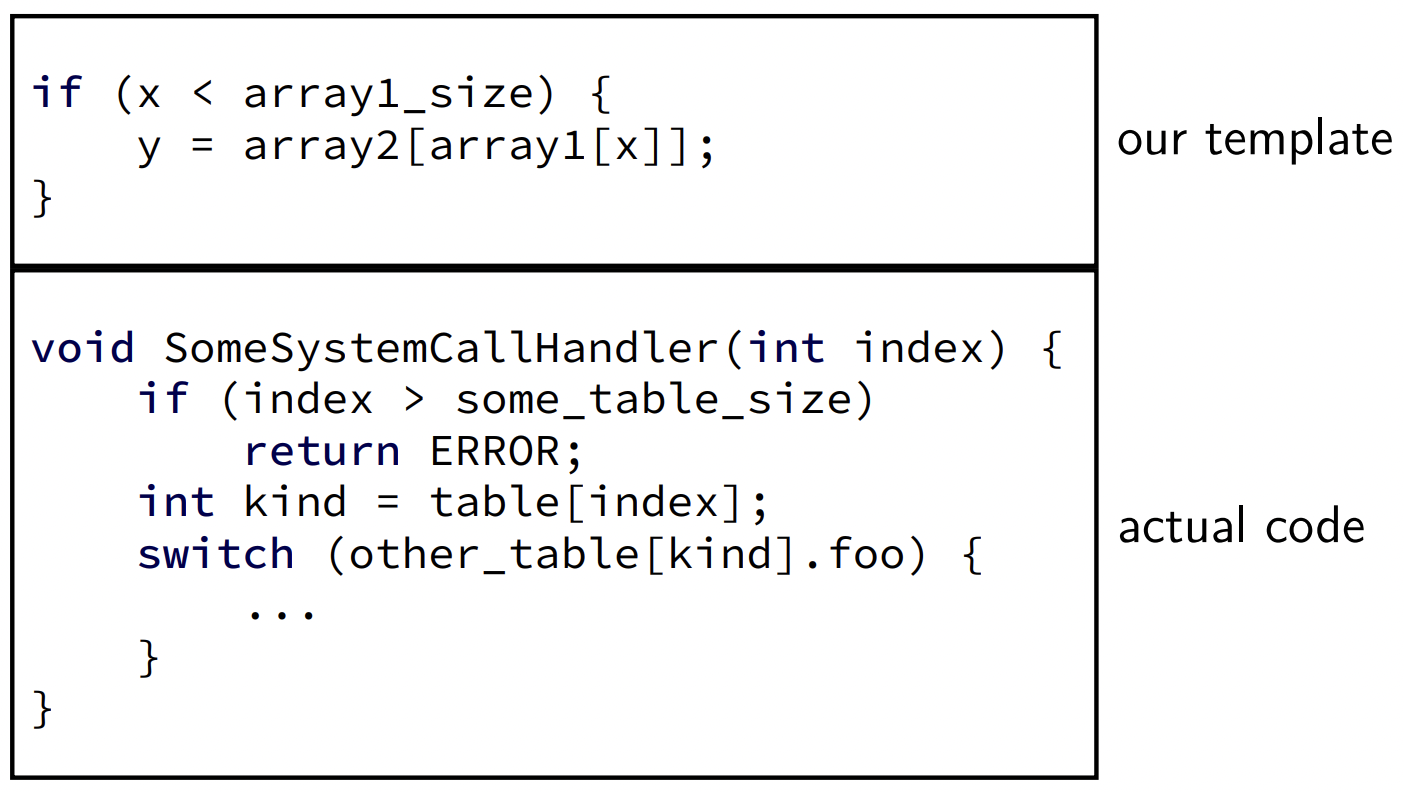 if (x < array1_size) {
    y = array2[array1[x]];
}
our template
void SomeSystemCallHandler(int index) {
    if (index > some_table_size)
        return ERROR;
    int kind = table[index];
    switch (other_table[kind].foo) {
        ...
    }
}
actual code